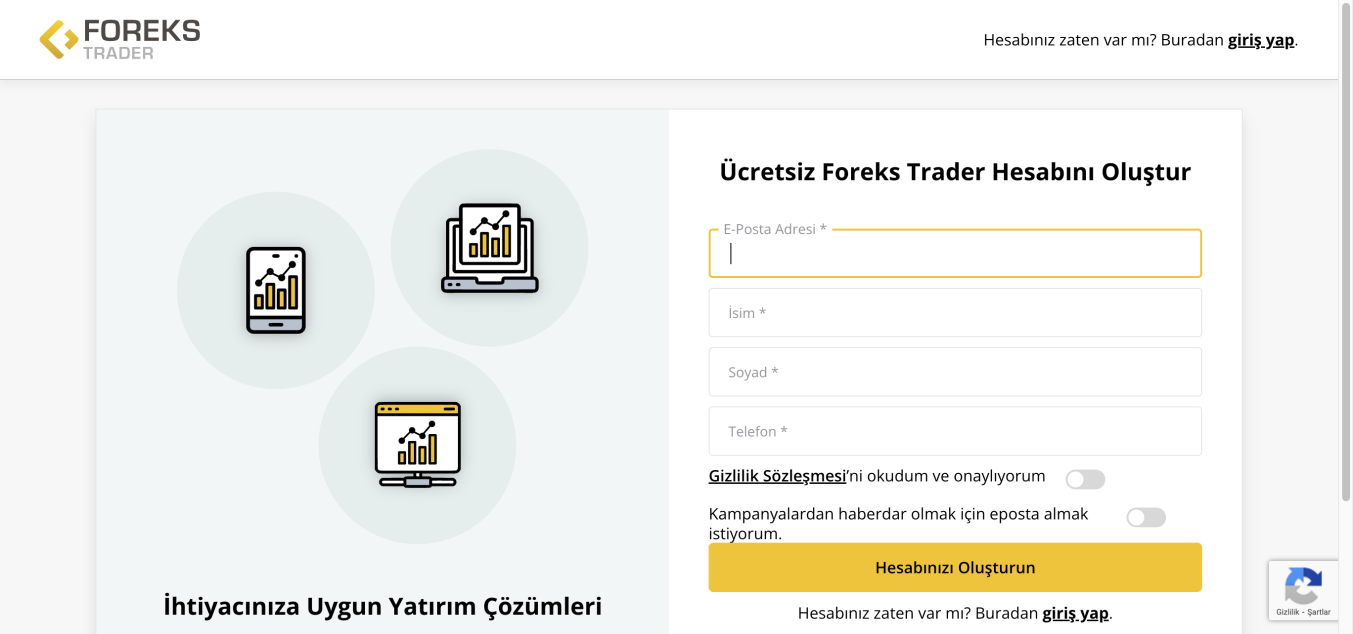 FOREKS
TRADER
Hesabınız zaten var mı? Buradan giriş yap.
Ücretsiz Foreks Trader Hesabını Oluştur
E-Posta Adresi *
İsim *
Soyad *
Telefon *
Gizlilik Sözleşmesi'ni okudum ve onaylıyorum
Kampanyalardan haberdar olmak için eposta almak
istiyorum.
Hesabınızı Oluşturun
Hesabınız zaten var mı? Buradan giriş yap.
İhtiyacınıza Uygun Yatırım Çözümleri
Gizlilik - Şartlar